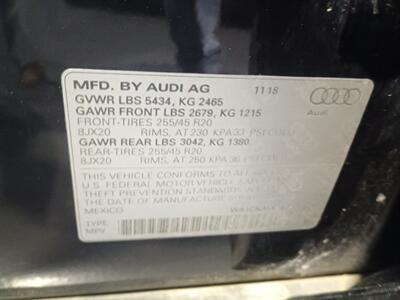 MFD. BY AUDI AG 1118
GVWR LBS 5434, KG 2465
GAWR FRONT LBS 2679, KG 1215
Audi
FRONT-TIRES 255/45 R20
8JX20 RIMS, AT 230 KPA 33 PSI COLD
GAWR REAR LBS 3042, KG 1380
REAR-TIRES 255/45 R20
8JX20 RIMS, AT 250 KPA 36 PSI COLD
THIS VEHICLE CONFORMS TO ALL
U.S. FEDERAL MOTOR VEHICLE
THEFT PREVENTION STANDARDS
DATE OF MANUFACTURE
MEXICO
TYPE:
MPV